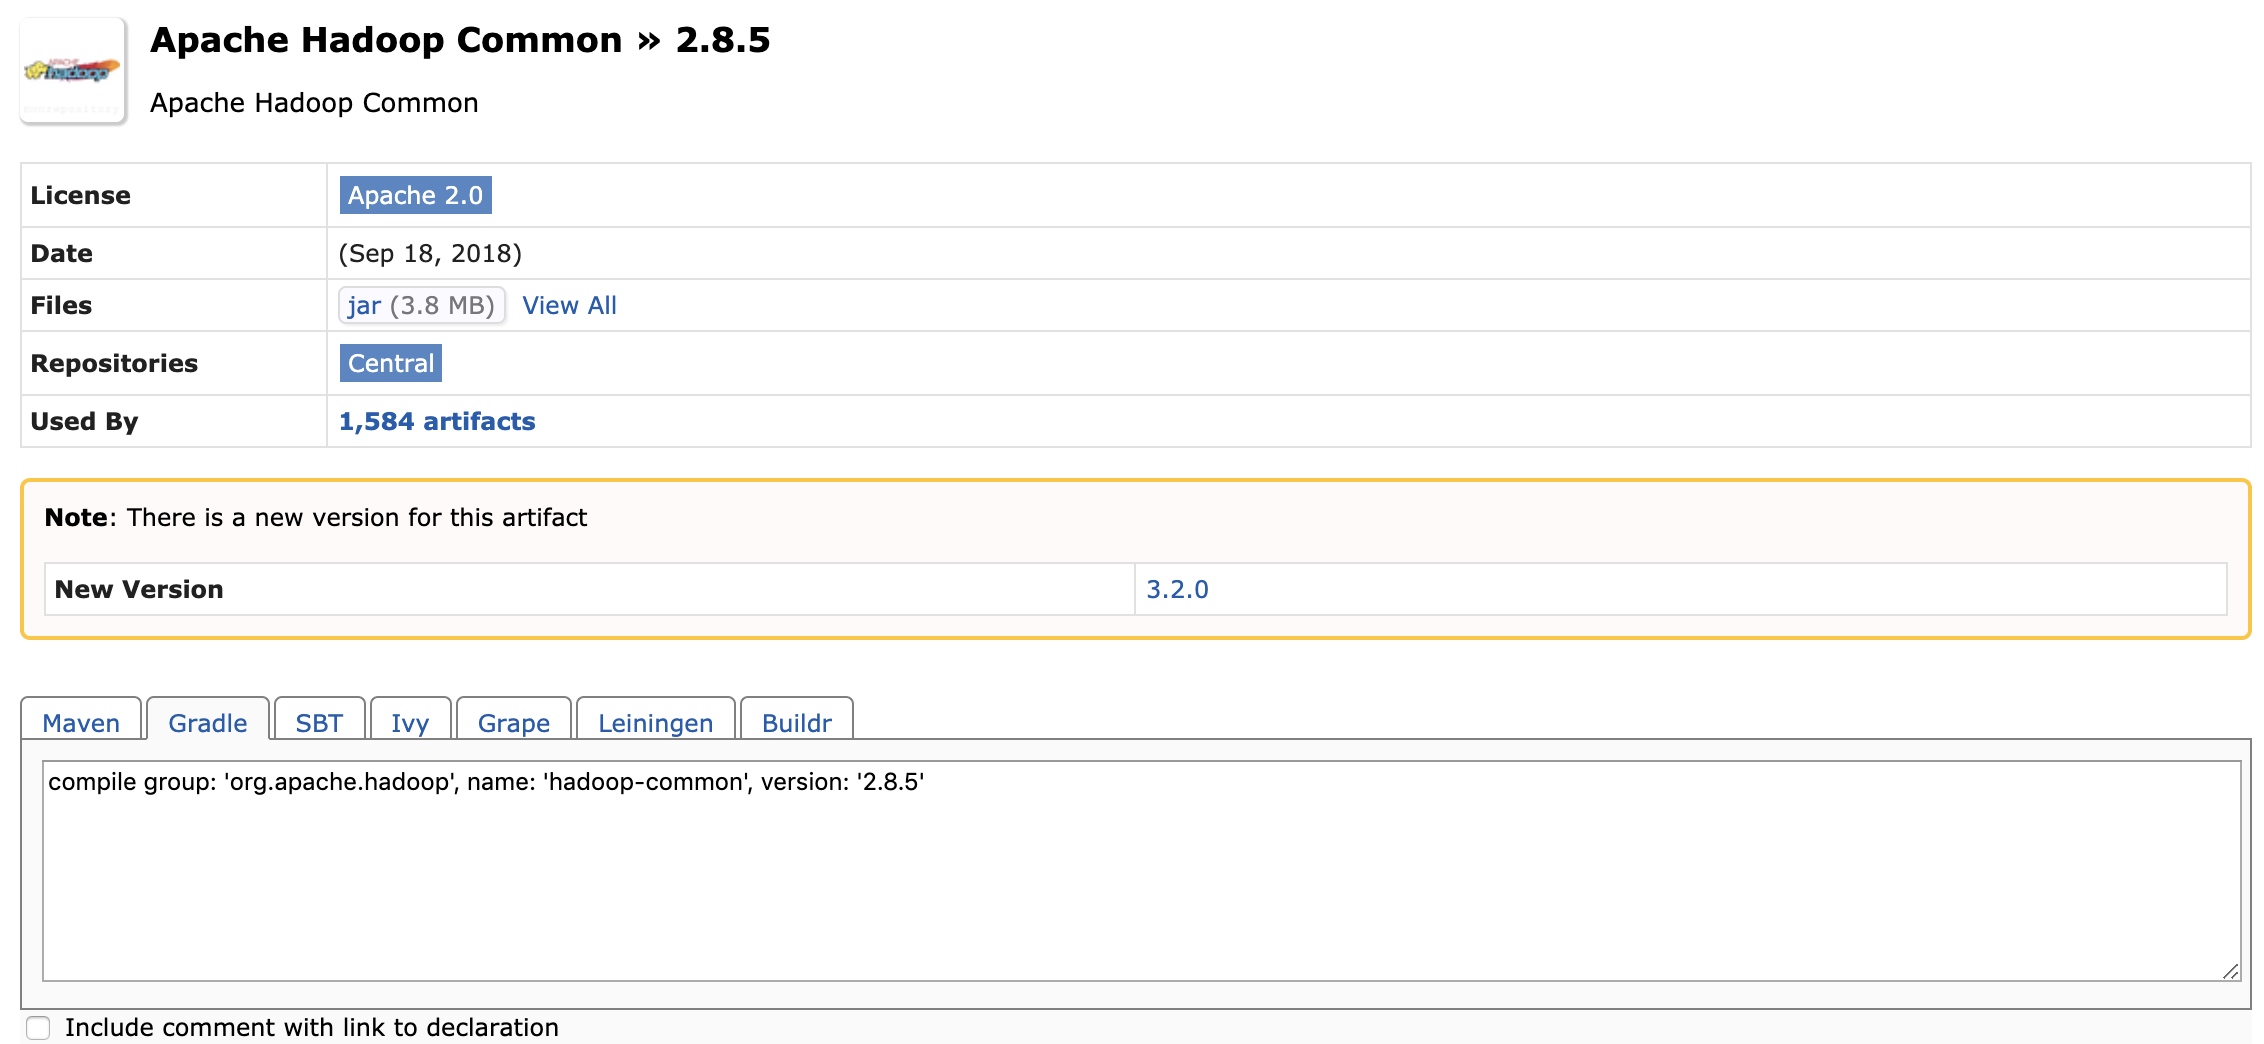 Apache Hadoop Common » 2.8.5
APACHE
hadoop
mvnrepository
Apache Hadoop Common
License Apache 2.0
Date (Sep 18, 2018)
Files jar (3.8 MB) View All
Repositories Central
Used By 1,584 artifacts
Note: There is a new version for this artifact
New Version 3.2.0
Maven Gradle SBT Ivy Grape Leiningen Buildr
compile group: 'org.apache.hadoop', name: 'hadoop-common', version: '2.8.5'
Include comment with link to declaration